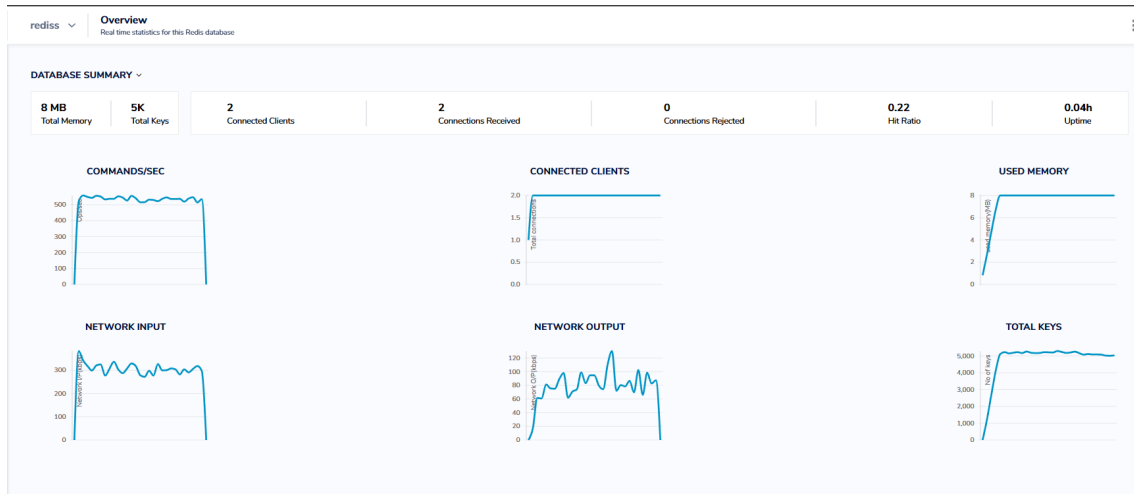 rediss
Overview
Real time statistics for this Redis database
DATABASE SUMMARY
8 MB
Total Memory
5K
Total Keys
2
Connected Clients
2
Connections Received
0
Connections Rejected
0.22
Hit Ratio
0.04h
Uptime
COMMANDS/SEC
500
400
300
200
100
0
CONNECTED CLIENTS
2.0
1.5
1.0
0.5
0.0
Total connections
USED MEMORY
8
6
4
2
0
NETWORK INPUT
300
200
100
0
Network I/P(kbps)
NETWORK OUTPUT
120
100
80
60
40
20
0
Network O/P(kbps)
TOTAL KEYS
5,000
4,000
3,000
2,000
1,000
0
No of keys